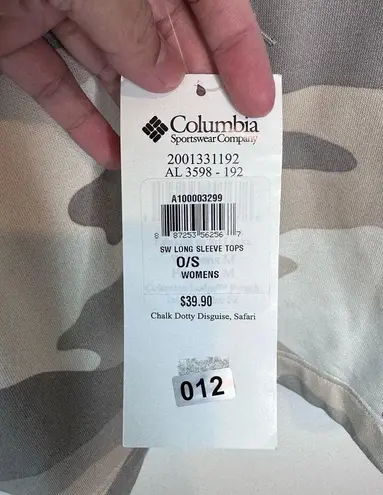 Columbia
Sportswear Company
2001331192
AL 3598 - 192
A100003299
8 87253 56256 7
SW LONG SLEEVE TOPS
O/S
WOMENS
$39.90
Chalk Dotty Disguise, Safari
012